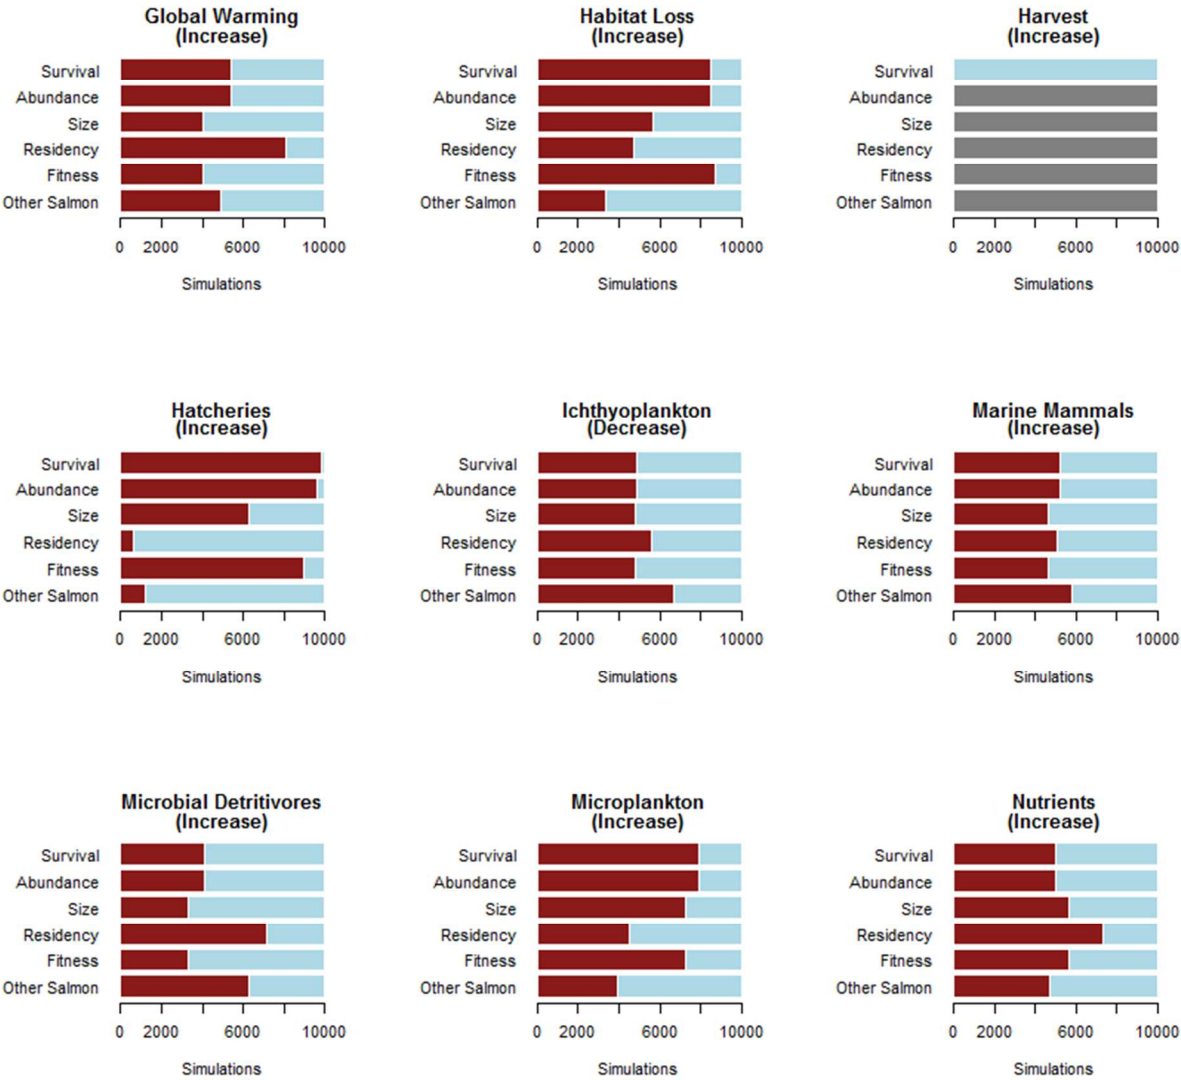 Global Warming
(Increase)
Survival
Abundance
Size
Residency
Fitness
Other Salmon
0 2000 6000 10000
Simulations
Habitat Loss
(Increase)
Survival
Abundance
Size
Residency
Fitness
Other Salmon
0 2000 6000 10000
Simulations
Harvest
(Increase)
Survival
Abundance
Size
Residency
Fitness
Other Salmon
0 2000 6000 10000
Simulations
Hatcheries
(Increase)
Survival
Abundance
Size
Residency
Fitness
Other Salmon
0 2000 6000 10000
Simulations
Ichthyoplankton
(Decrease)
Survival
Abundance
Size
Residency
Fitness
Other Salmon
0 2000 6000 10000
Simulations
Marine Mammals
(Increase)
Survival
Abundance
Size
Residency
Fitness
Other Salmon
0 2000 6000 10000
Simulations
Microbial Detritivores
(Increase)
Survival
Abundance
Size
Residency
Fitness
Other Salmon
0 2000 6000 10000
Simulations
Microplankton
(Increase)
Survival
Abundance
Size
Residency
Fitness
Other Salmon
0 2000 6000 10000
Simulations
Nutrients
(Increase)
Survival
Abundance
Size
Residency
Fitness
Other Salmon
0 2000 6000 10000
Simulations